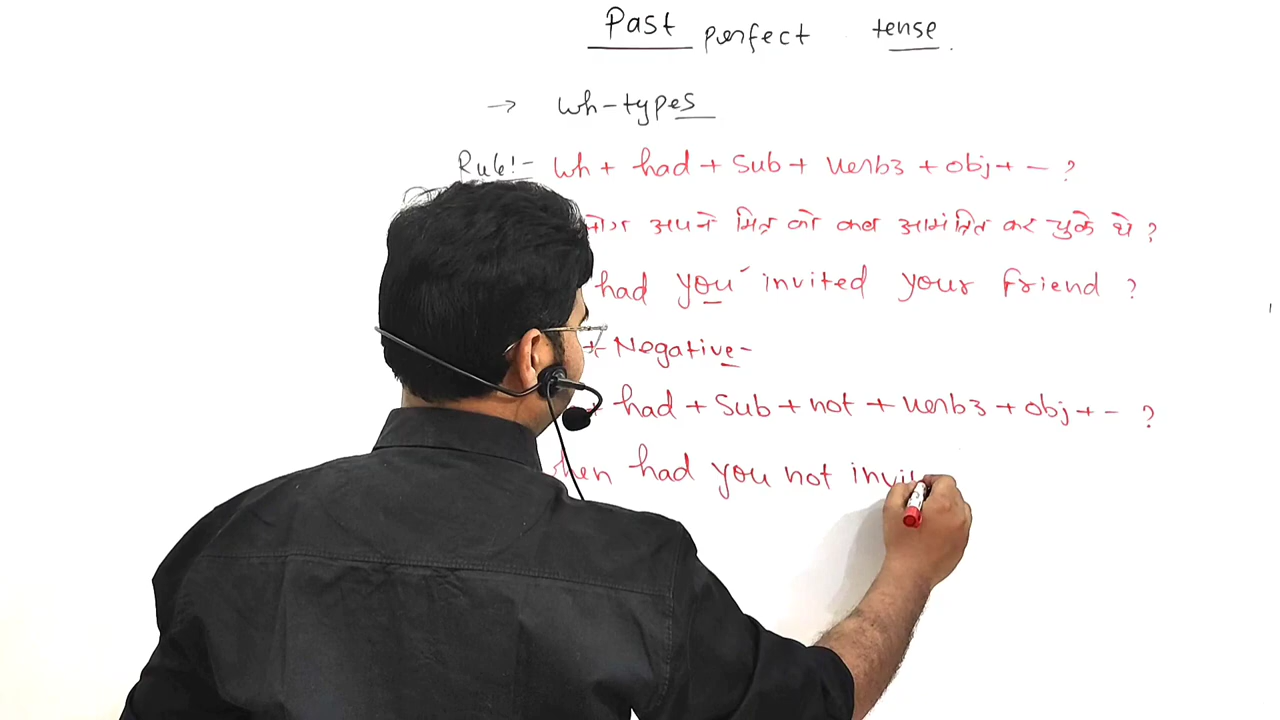 Past perfect tense.
→ Wh-types
Rule:- Wh + had + Sub + Verb3 + obj + - ?
अपने मित्र को कब आमंत्रित कर चुके थे ?
had you invited your friend ?
* Negative-
+ had + Sub + not + Verb3 + obj + - ?
when had you not invi